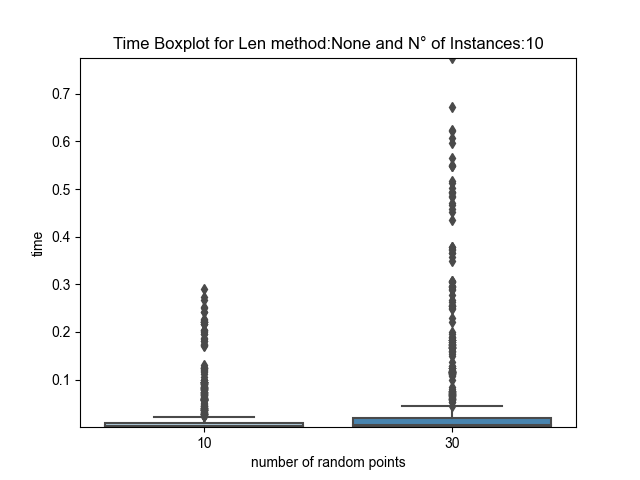 Time Boxplot for Len method:None and N° of Instances:10
0.7
0.6
0.5
0.4
0.3
0.2
0.1
time
10 30
number of random points